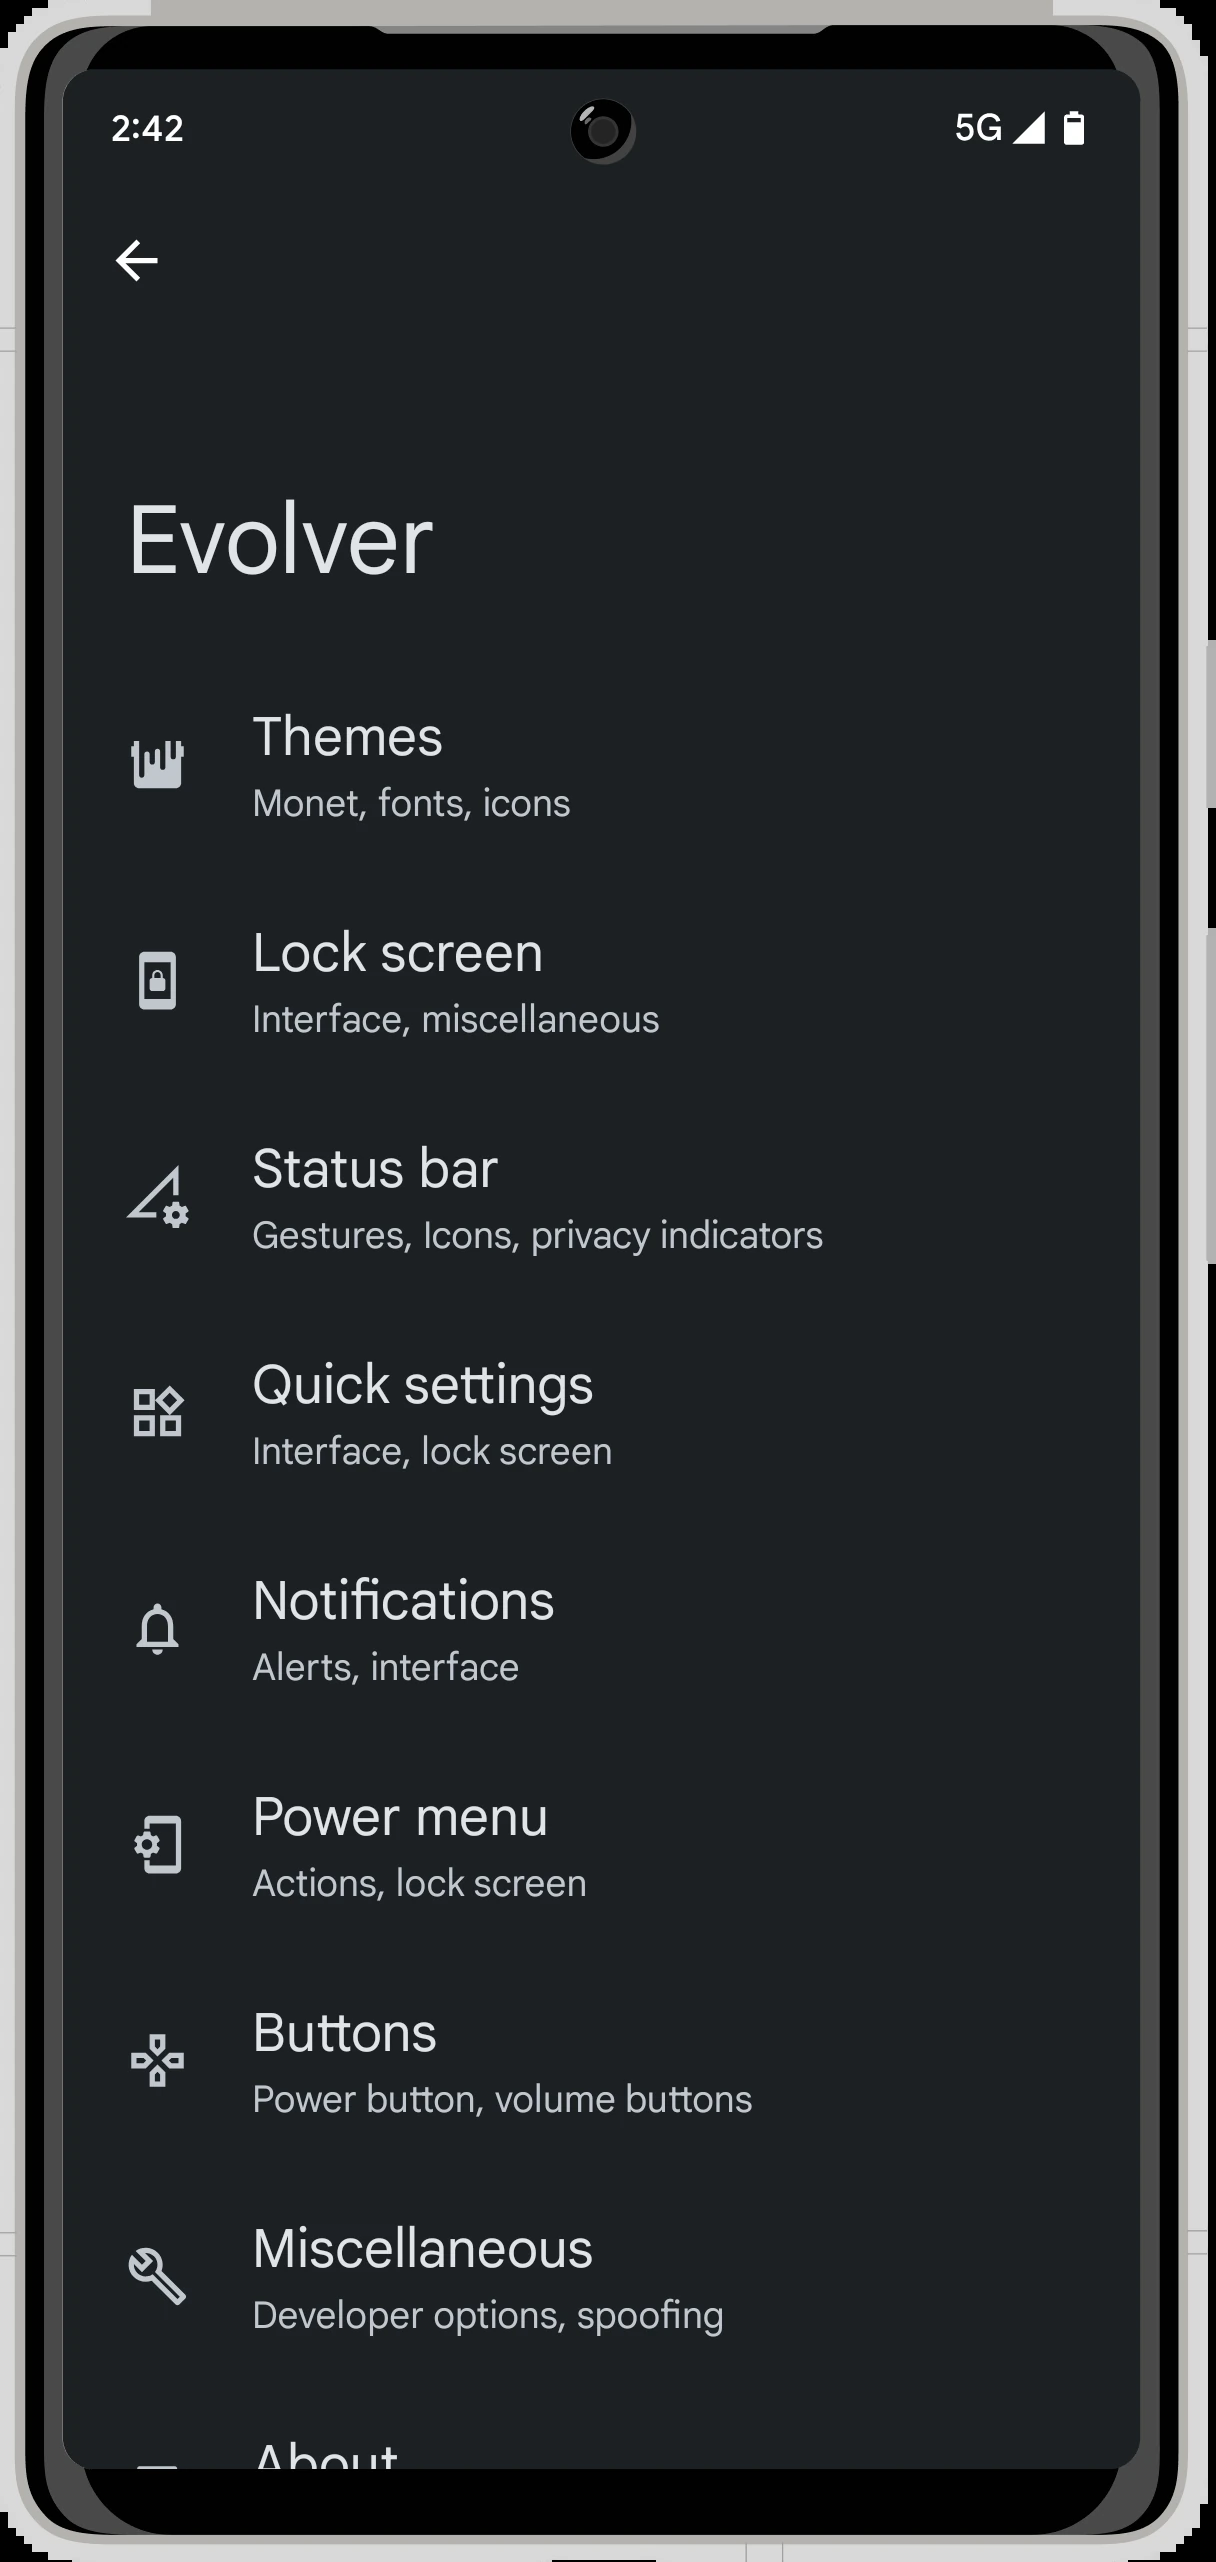 2:42
5G
Evolver
Themes
Monet, fonts, icons
Lock screen
Interface, miscellaneous
Status bar
Gestures, Icons, privacy indicators
Quick settings
Interface, lock screen
Notifications
Alerts, interface
Power menu
Actions, lock screen
Buttons
Power button, volume buttons
Miscellaneous
Developer options, spoofing
About